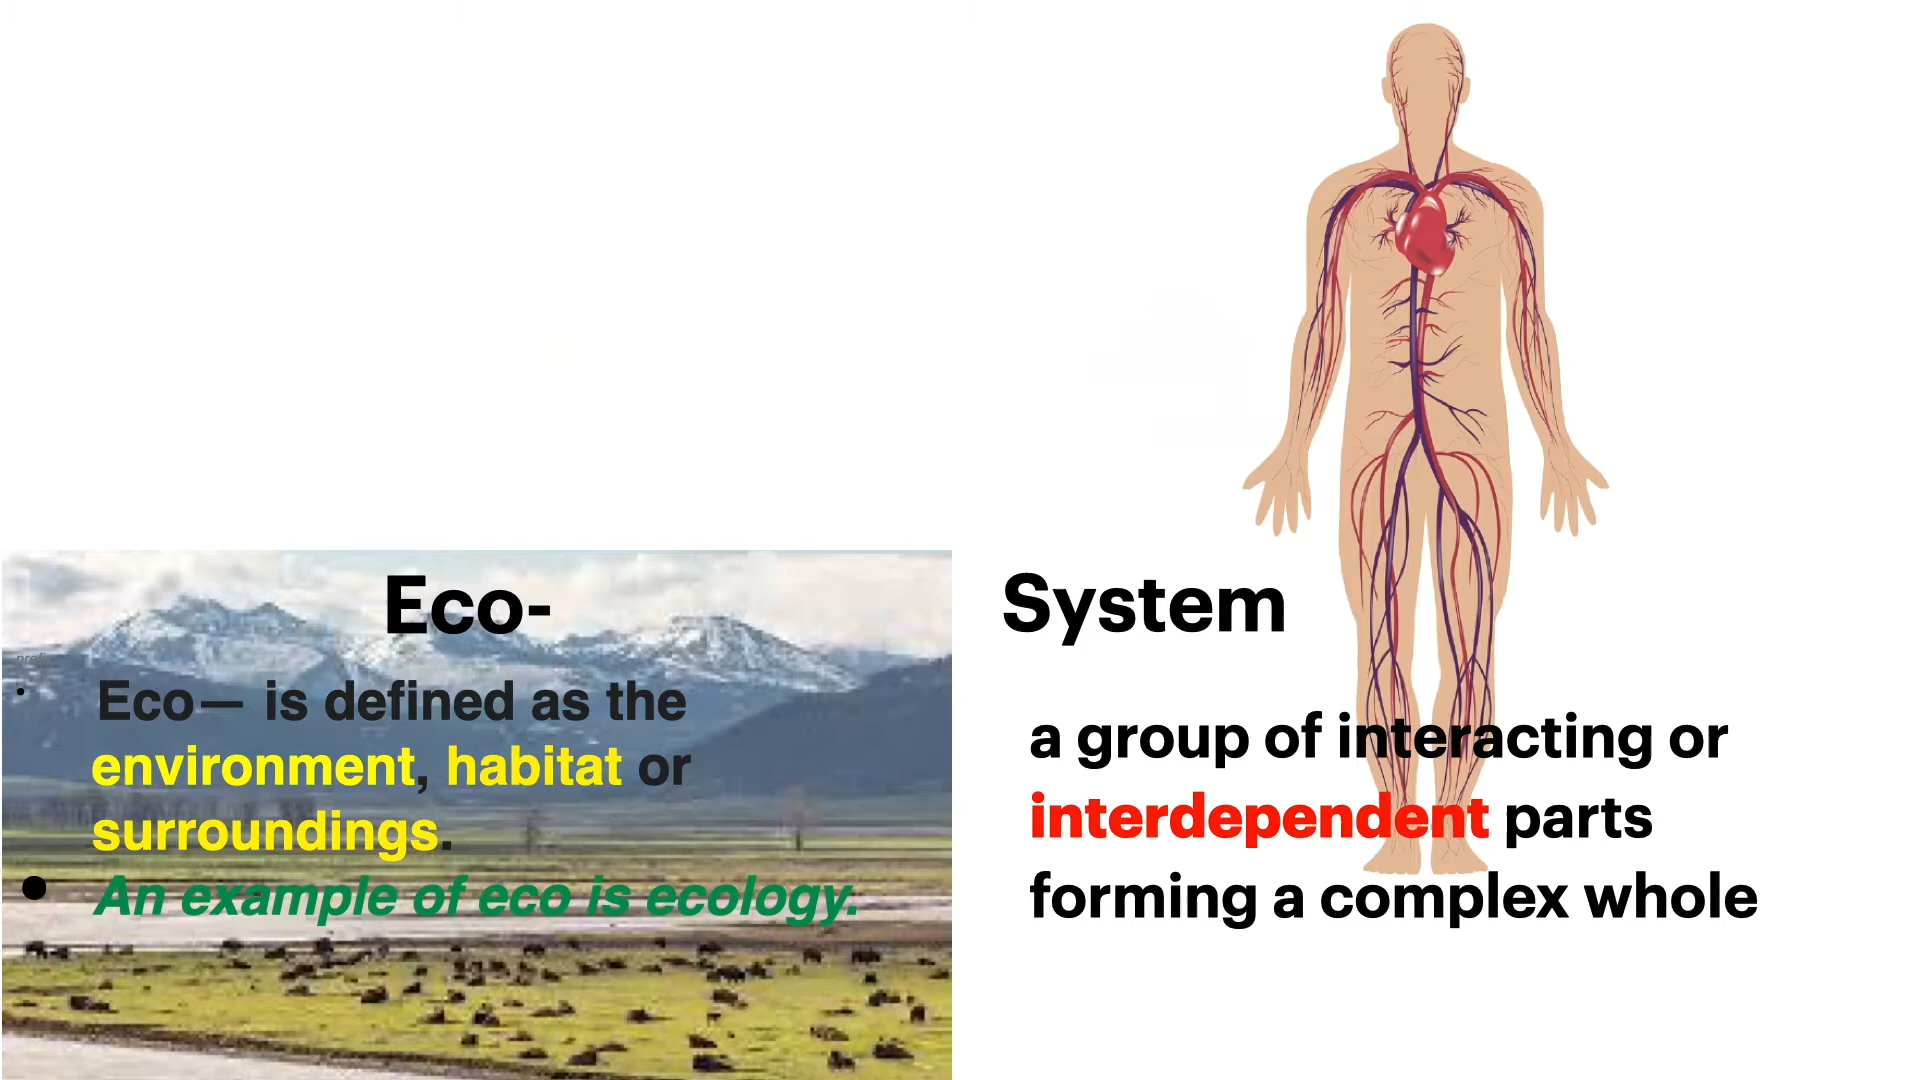 Eco-
Eco— is defined as the
environment, habitat or
surroundings.
An example of eco is ecology.
System
a group of interacting or
interdependent parts
forming a complex whole